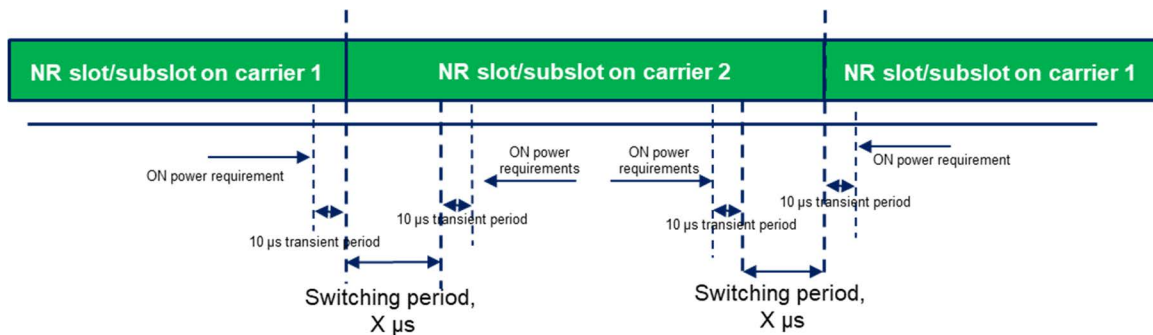 NR slot/subslot on carrier 1
NR slot/subslot on carrier 2
NR slot/subslot on carrier 1
ON power requirement
ON power
requirements
ON power
requirements
ON power requirement
10 µs transient period
10 µs transient period
10 µs transient period
10 µs transient period
Switching period,
X µs
Switching period,
X µs